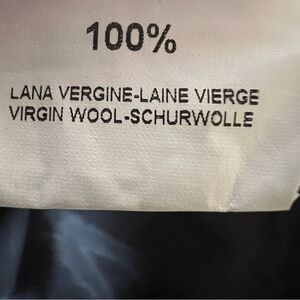 100%
LANA VERGINE-LAINE VIERGE
VIRGIN WOOL-SCHURWOLLE